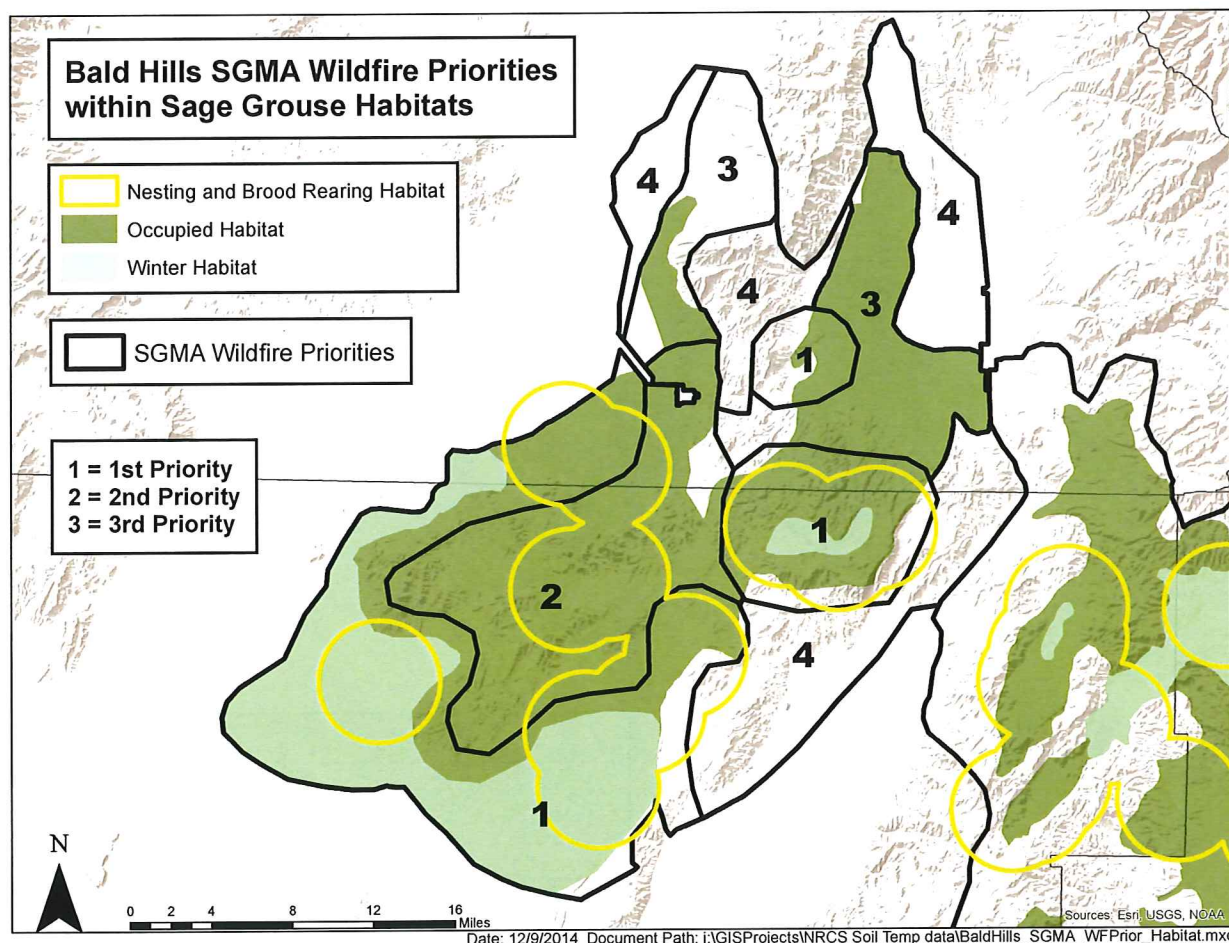 Bald Hills SGMA Wildfire Priorities
within Sage Grouse Habitats
Nesting and Brood Rearing Habitat
Occupied Habitat
Winter Habitat
SGMA Wildfire Priorities
1 = 1st Priority
2 = 2nd Priority
3 = 3rd Priority
4
3
4
4
3
1
1
2
4
1
N
0 2 4 8 12 16
Miles
Sources: Esri, USGS, NOAA
Date: 12/9/2014 Document Path: j:\GISProjects\NRCS Soil Temp data\BaldHills_SGMA_WFPrior_Habitat.mx